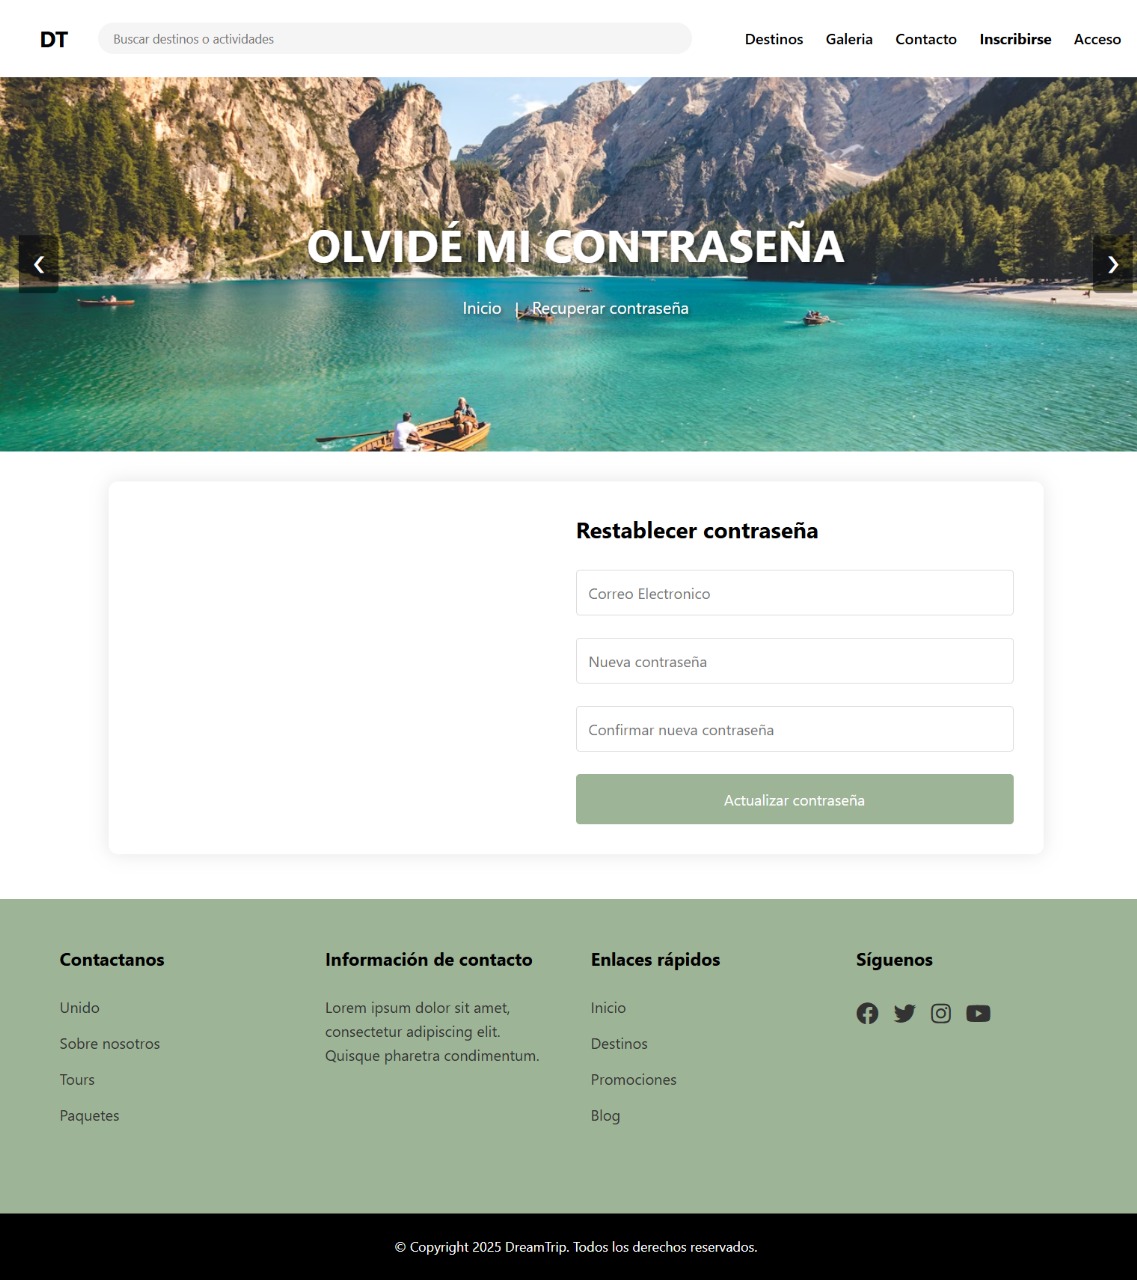 DT
Buscar destinos o actividades
Destinos
Galeria
Contacto
Inscribirse
Acceso
OLVIDÉ MI CONTRASEÑA
Inicio | Recuperar contraseña
Restablecer contraseña
Correo Electronico
Nueva contraseña
Confirmar nueva contraseña
Actualizar contraseña
Contactanos
Unido
Sobre nosotros
Tours
Paquetes
Información de contacto
Lorem ipsum dolor sit amet,
consectetur adipiscing elit.
Quisque pharetra condimentum.
Enlaces rápidos
Inicio
Destinos
Promociones
Blog
Síguenos
© Copyright 2025 DreamTrip. Todos los derechos reservados.